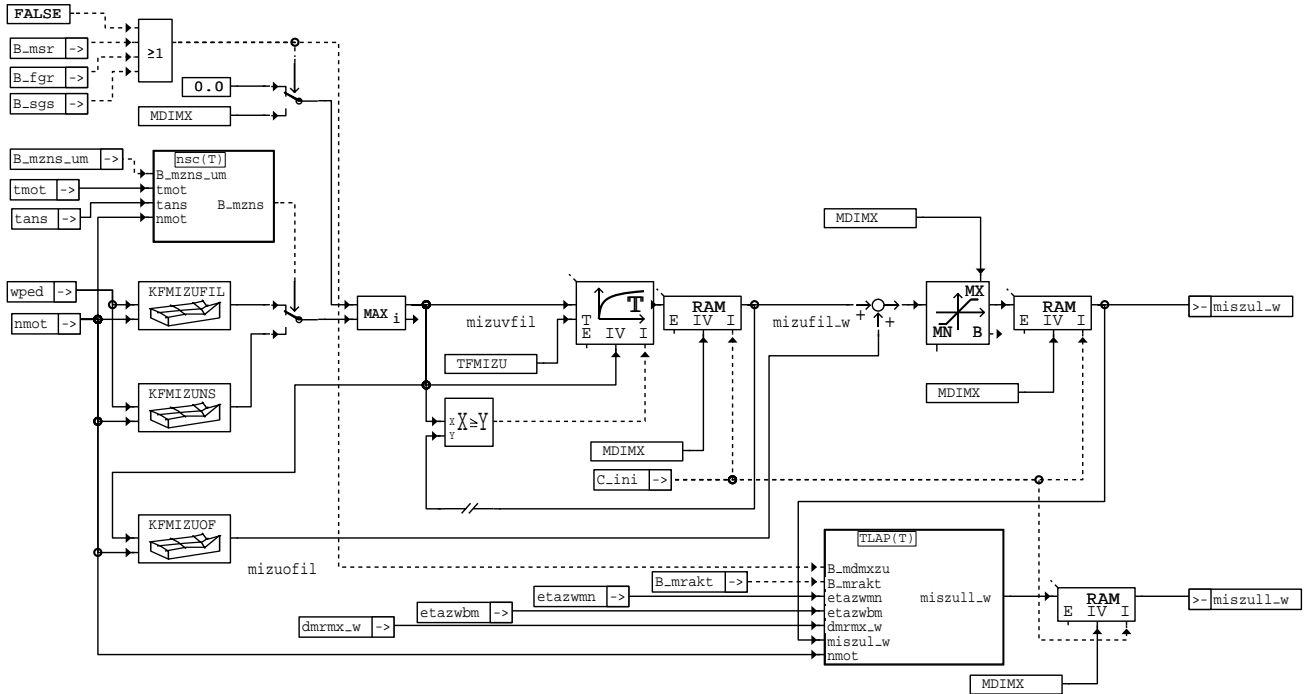 FALSE
B_msr ->
B_fgr ->
B_sgs ->
≥1
0.0
MDIMX
B_mzns_um ->
tmot ->
tans ->
nsc(T)
B_mzns_um
tmot
tans
nmot
B_mzns
MDIMX
wped ->
nmot ->
KFMIZUFIL
MAX i
mizuvfil
T
T
E IV I
RAM
E IV I
mizufil_w
+
+
MX
MN
B
RAM
E IV I
>- miszul_w
TFMIZU
KFMIZUNS
X
Y
X≥Y
MDIMX
MDIMX
C_ini ->
KFMIZUOF
mizuofil
TLAP(T)
B_mdmxzu
B_mrakt
etazwmn
etazwbm
dmrmx_w
miszul_w
nmot
miszull_w
B_mrakt ->
etazwmn ->
etazwbm ->
dmrmx_w ->
RAM
E IV I
>- miszull_w
MDIMX